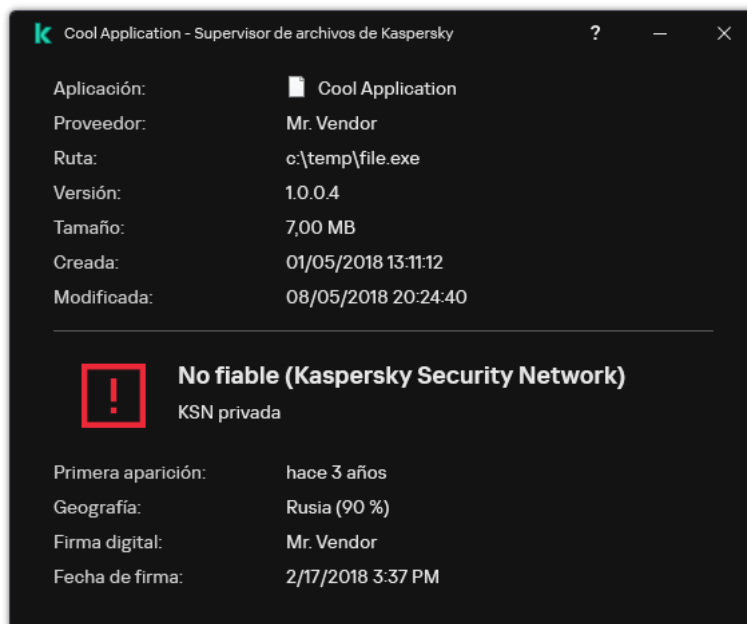 Cool Application - Supervisor de archivos de Kaspersky ?
Aplicación: Cool Application
Proveedor: Mr. Vendor
Ruta: c:\temp\file.exe
Versión: 1.0.0.4
Tamaño: 7,00 MB
Creada: 01/05/2018 13:11:12
Modificada: 08/05/2018 20:24:40
No fiable (Kaspersky Security Network)
KSN privada
Primera aparición: hace 3 años
Geografía: Rusia (90 %)
Firma digital: Mr. Vendor
Fecha de firma: 2/17/2018 3:37 PM